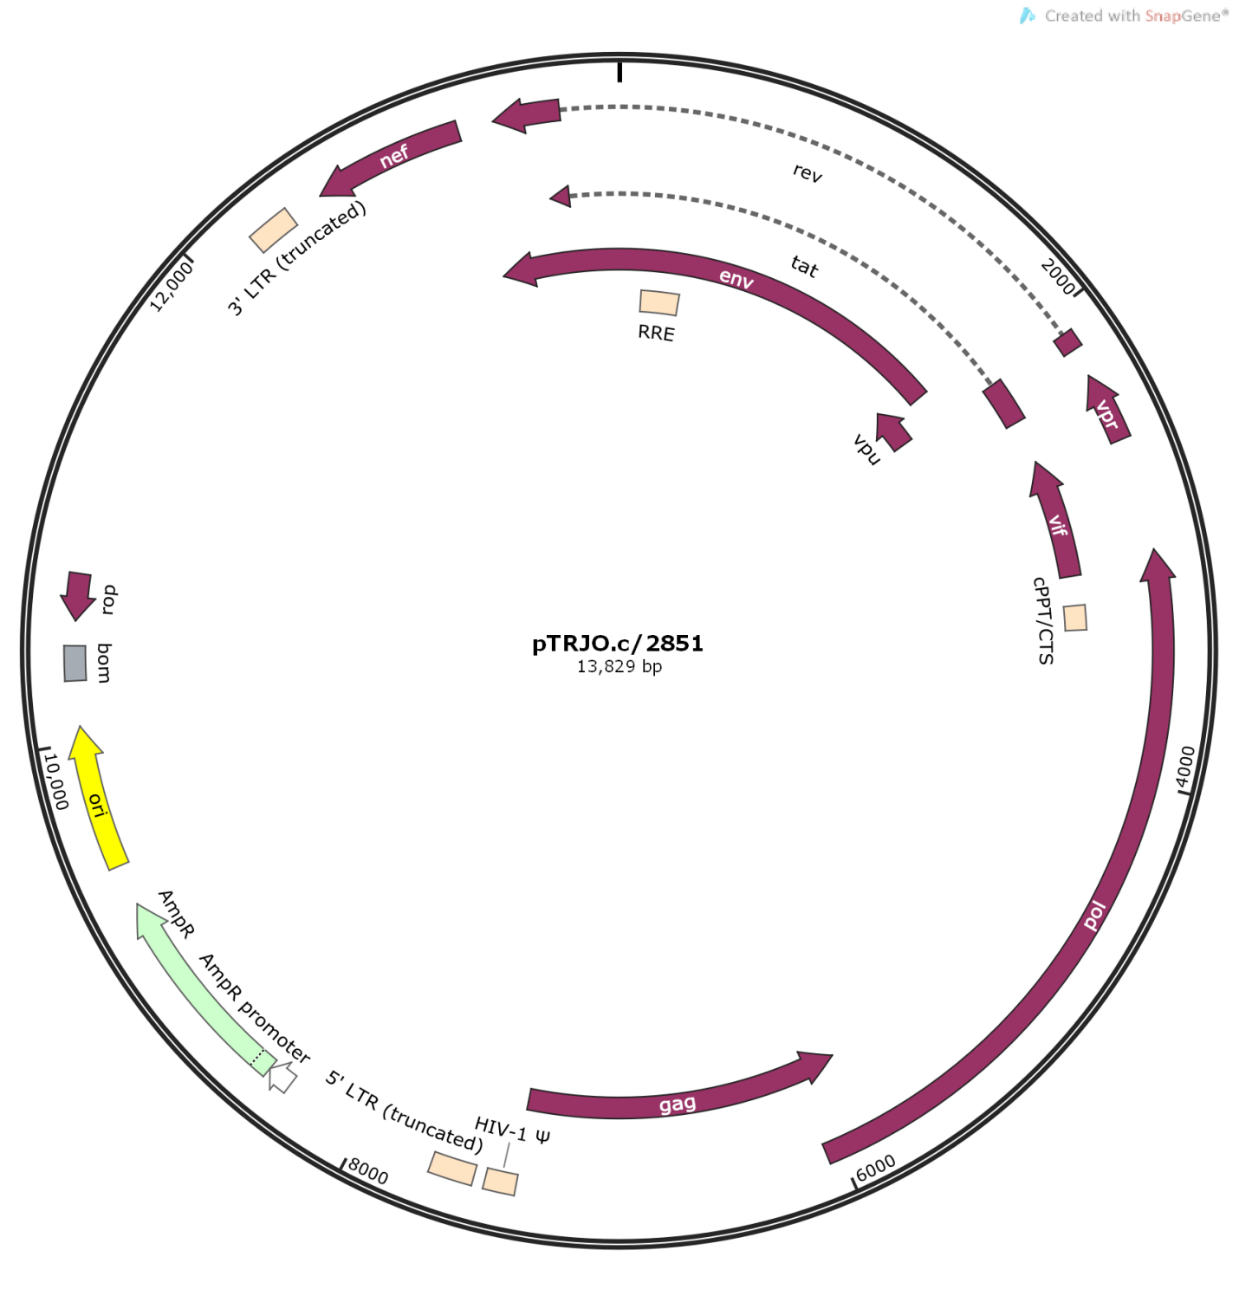 Created with SnapGene®
rev
tat
env
RRE
nef
3' LTR (truncated)
2000
vpr
vpu
vif
cPPT/CTS
12,000
rop
bom
pTRJO.c/2851
13,829 bp
10,000
ori
4000
pol
AmpR
AmpR promoter
5' LTR (truncated)
HIV-1 Ψ
gag
8000
6000